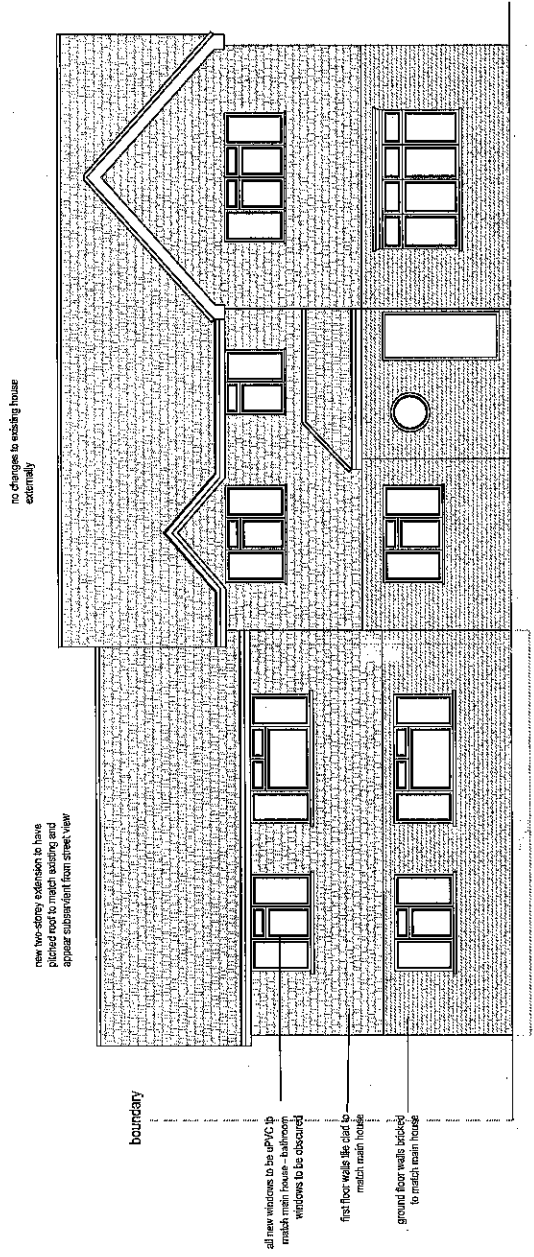 no changes to existing house
externally
new two-storey extension to have
pitched roof to match existing and
appear subservient from street view
boundary
all new windows to be uPVC to
match main house - bathroom
windows to be obscured
first floor walls tile clad to
match main house
ground floor walls bricked
to match main house